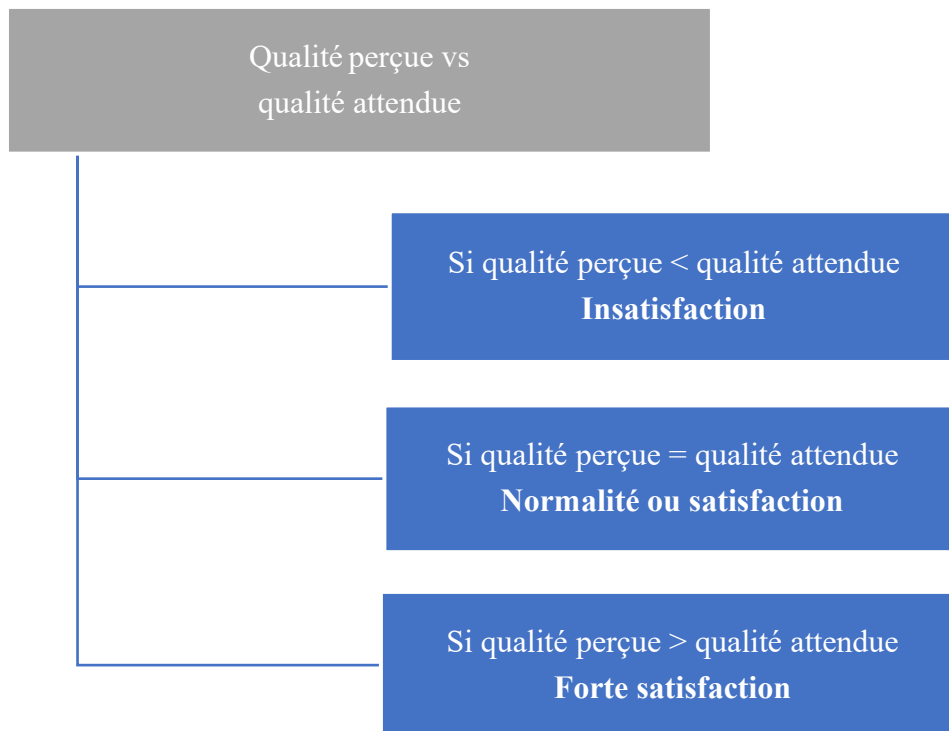 Qualité perçue vs
qualité attendue
Si qualité perçue < qualité attendue
Insatisfaction
Si qualité perçue = qualité attendue
Normalité ou satisfaction
Si qualité perçue > qualité attendue
Forte satisfaction